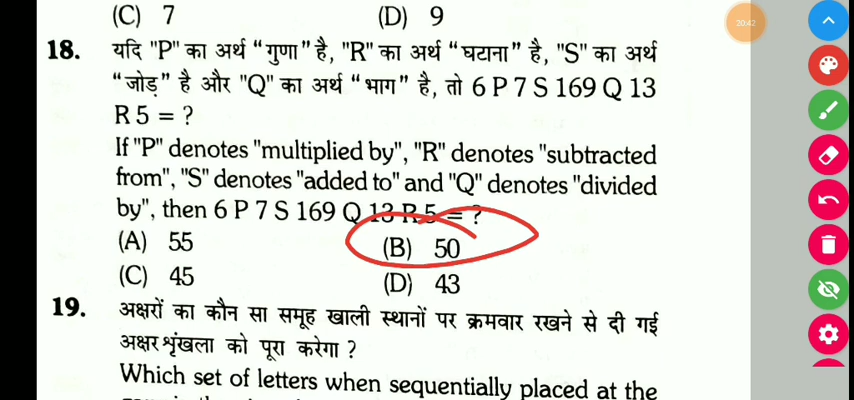 (C) 7 (D) 9
20:42
18. यदि "P" का अर्थ “गुणा” है, "R" का अर्थ “घटाना” है, "S" का अर्थ
“जोड़” है और "Q" का अर्थ “भाग” है, तो 6 P 7 S 169 Q 13
R 5 = ?
If "P" denotes "multiplied by", "R" denotes "subtracted
from", "S" denotes "added to" and "Q" denotes "divided
by", then 6 P 7 S 169 Q 13 R 5 = ?
(A) 55 (B) 50
(C) 45 (D) 43
19. अक्षरों का कौन सा समूह खाली स्थानों पर क्रमवार रखने से दी गई
अक्षर शृंखला को पूरा करेगा ?
Which set of letters when sequentially placed at the